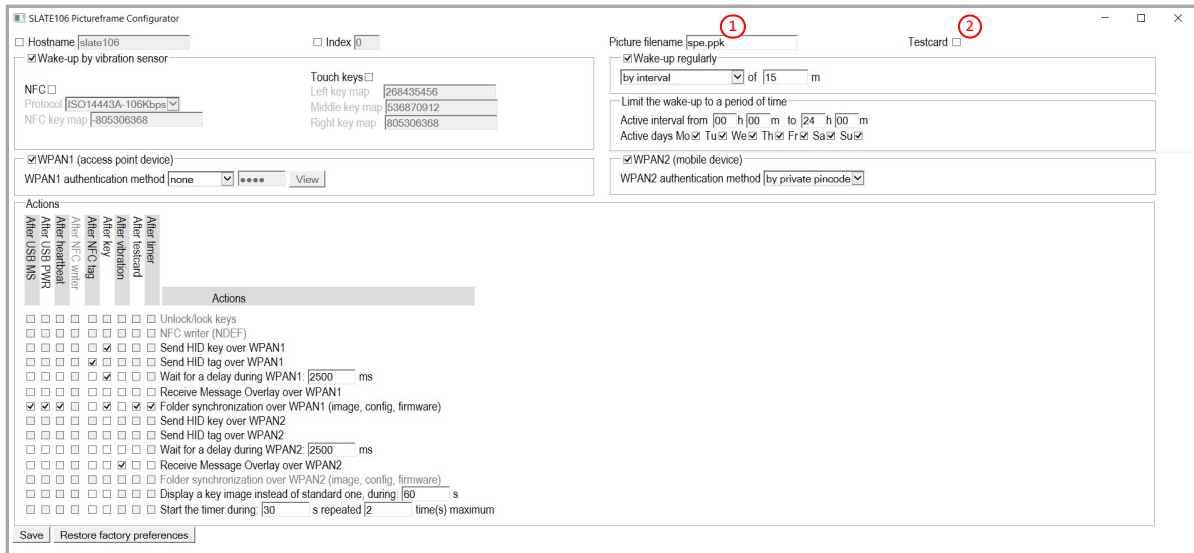 SLATE106 Pictureframe Configurator
1 2
Hostname slate106 Index 0 Picture filename spe.ppk Testcard
Wake-up by vibration sensor
NFC
Protocol ISO14443A-106Kbps
NFC key map -805306368
Touch keys
Left key map 268435456
Middle key map 536870912
Right key map 805306368
Wake-up regularly
by interval of 15 m
Limit the wake-up to a period of time
Active interval from 00 h 00 m to 24 h 00 m
Active days Mo Tu We Th Fr Sa Su
WPAN1 (access point device)
WPAN1 authentication method none •••• View
WPAN2 (mobile device)
WPAN2 authentication method by private pincode
Actions
After USB MS
After USB PWR
After heartbeat
After NFC writer
After NFC tag
After key
After vibration
After testcard
After timer
Actions
Unlock/lock keys
NFC writer (NDEF)
Send HID key over WPAN1
Send HID tag over WPAN1
Wait for a delay during WPAN1: 2500 ms
Receive Message Overlay over WPAN1
Folder synchronization over WPAN1 (image, config, firmware)
Send HID key over WPAN2
Send HID tag over WPAN2
Wait for a delay during WPAN2: 2500 ms
Receive Message Overlay over WPAN2
Folder synchronization over WPAN2 (image, config, firmware)
Display a key image instead of standard one, during: 60 s
Start the timer during: 30 s repeated 2 time(s) maximum
Save Restore factory preferences